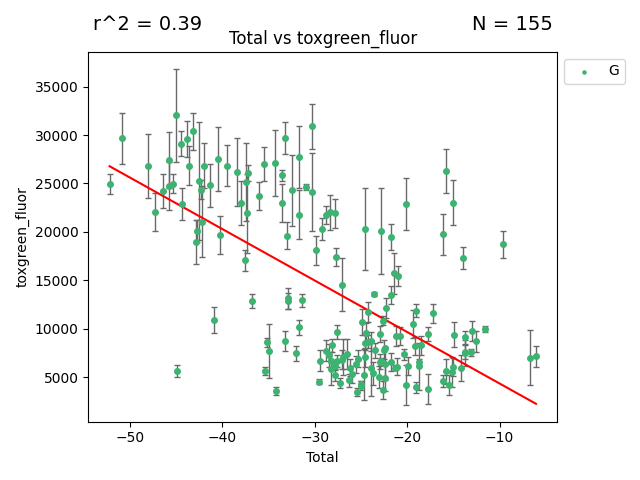 r^2 = 0.39
N = 155
Total vs toxgreen_fluor
G
35000
30000
25000
20000
15000
10000
5000
toxgreen_fluor
−50
−40
−30
−20
−10
Total